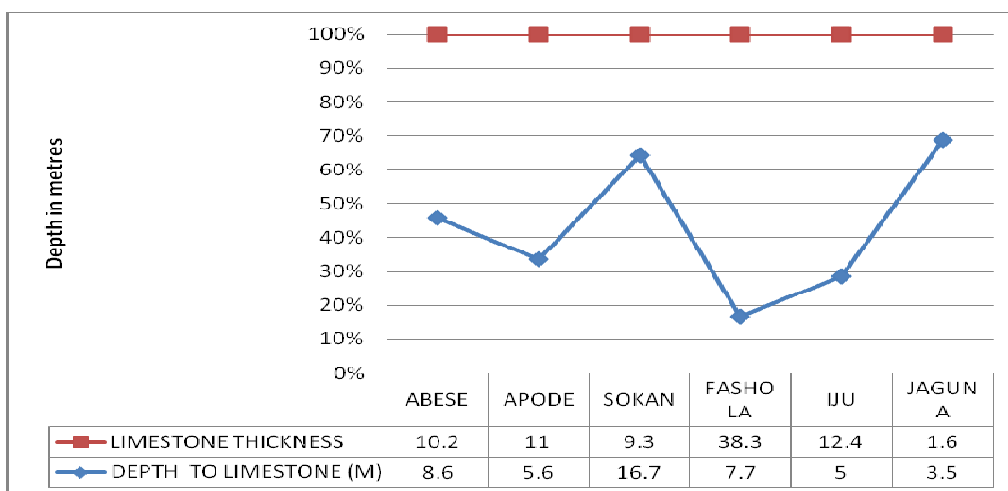 Depth in metres
100%
90%
80%
70%
60%
50%
40%
30%
20%
10%
0%
ABESE APODE SOKAN FASHO IJU JAGUN
LA A
LIMESTONE THICKNESS 10.2 11 9.3 38.3 12.4 1.6
DEPTH TO LIMESTONE (M) 8.6 5.6 16.7 7.7 5 3.5